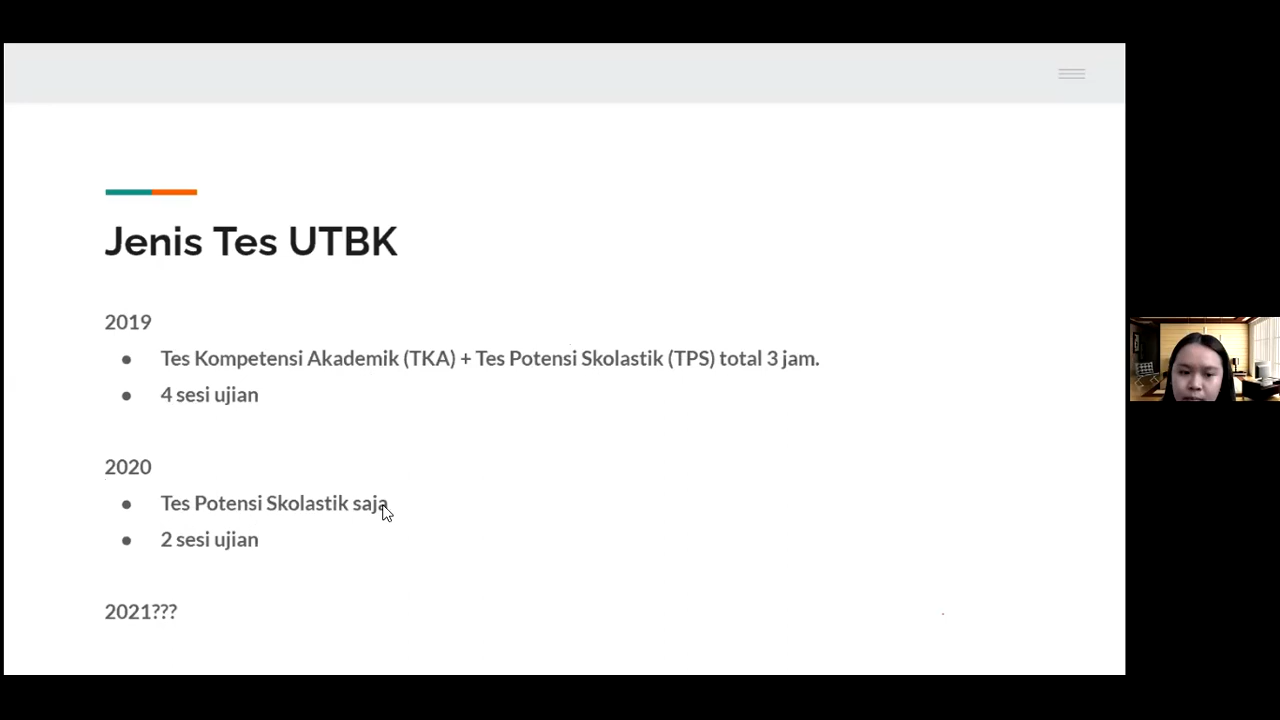 Jenis Tes UTBK
2019
● Tes Kompetensi Akademik (TKA) + Tes Potensi Skolastik (TPS) total 3 jam.
● 4 sesi ujian
2020
● Tes Potensi Skolastik saja
● 2 sesi ujian
2021???